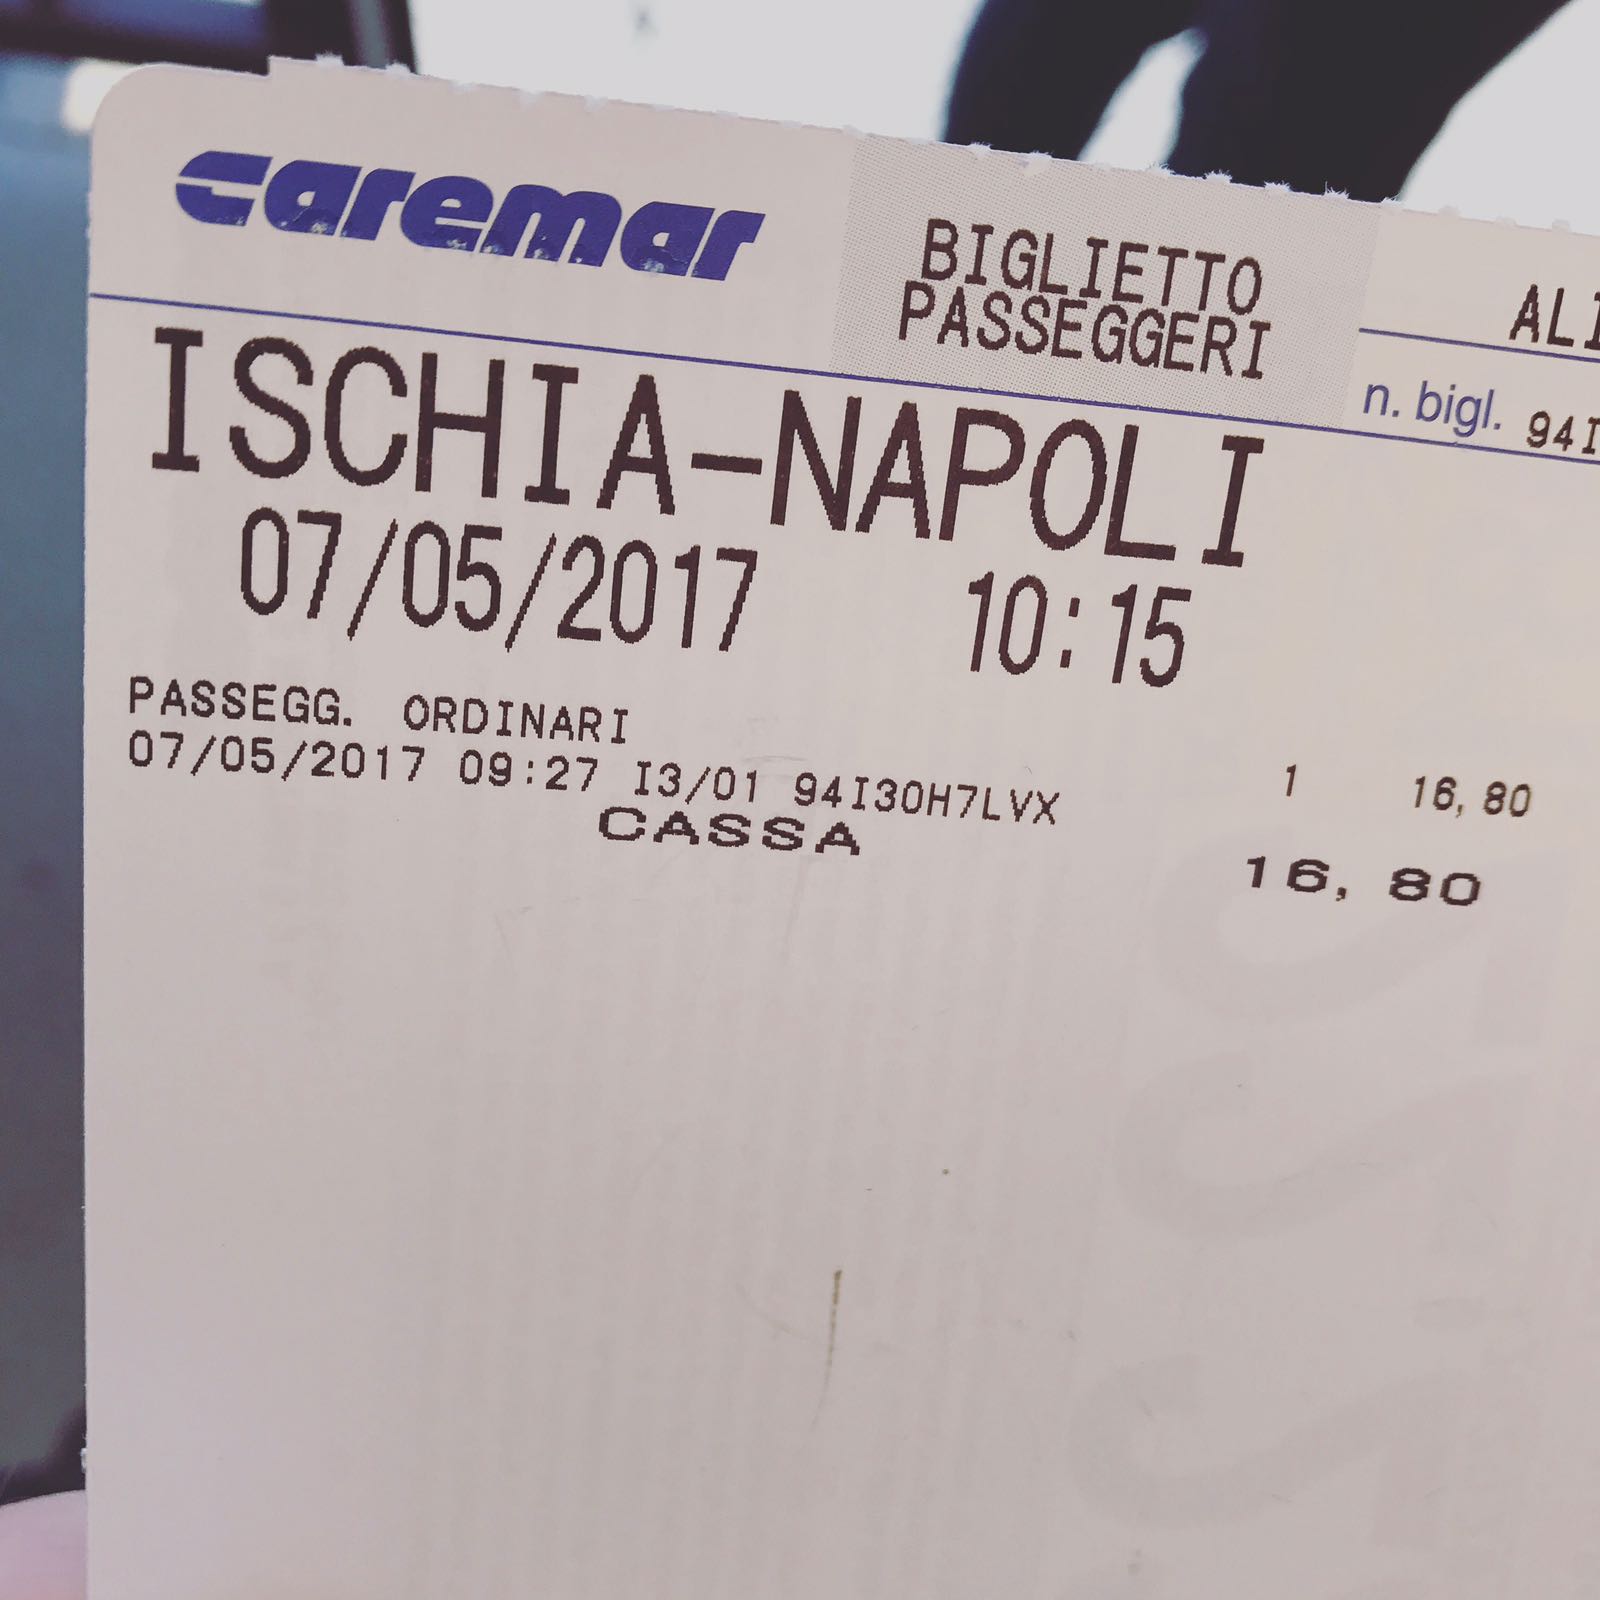 caremar
BIGLIETTO
PASSEGGERI
ALI
n. bigl. 94I
ISCHIA-NAPOLI
07/05/2017 10:15
PASSEGG. ORDINARI 1 16,80
07/05/2017 09:27 I3/01 94I30H7LVX
CASSA 16, 80